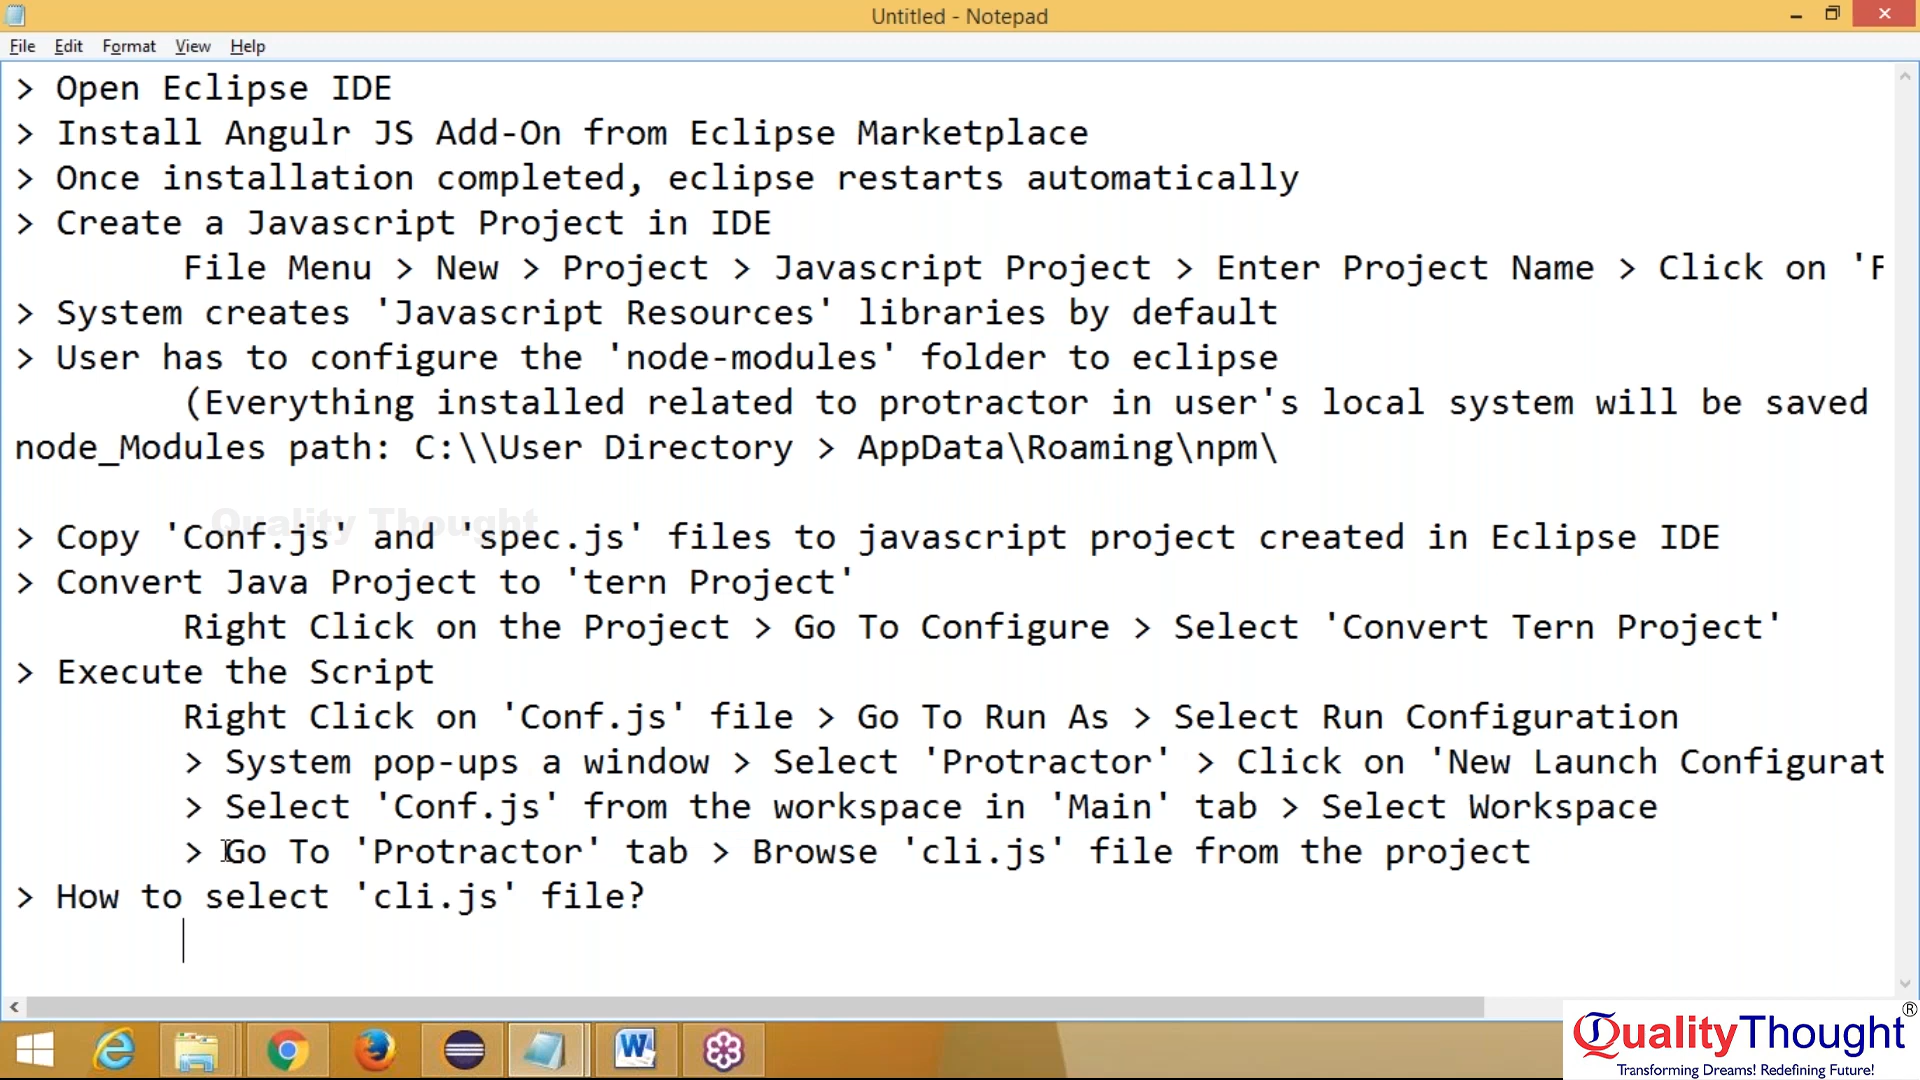 Untitled - Notepad
File Edit Format View Help
> Open Eclipse IDE
> Install Angulr JS Add-On from Eclipse Marketplace
> Once installation completed, eclipse restarts automatically
> Create a Javascript Project in IDE
File Menu > New > Project > Javascript Project > Enter Project Name > Click on 'F
> System creates 'Javascript Resources' libraries by default
> User has to configure the 'node-modules' folder to eclipse
(Everything installed related to protractor in user's local system will be saved
node_Modules path: C:\\User Directory > AppData\Roaming\npm\
Quality Thought
> Copy 'Conf.js' and 'spec.js' files to javascript project created in Eclipse IDE
> Convert Java Project to 'tern Project'
Right Click on the Project > Go To Configure > Select 'Convert Tern Project'
> Execute the Script
Right Click on 'Conf.js' file > Go To Run As > Select Run Configuration
> System pop-ups a window > Select 'Protractor' > Click on 'New Launch Configurat
> Select 'Conf.js' from the workspace in 'Main' tab > Select Workspace
> Go To 'Protractor' tab > Browse 'cli.js' file from the project
> How to select 'cli.js' file?
QualityThought®
Transforming Dreams! Redefining Future!